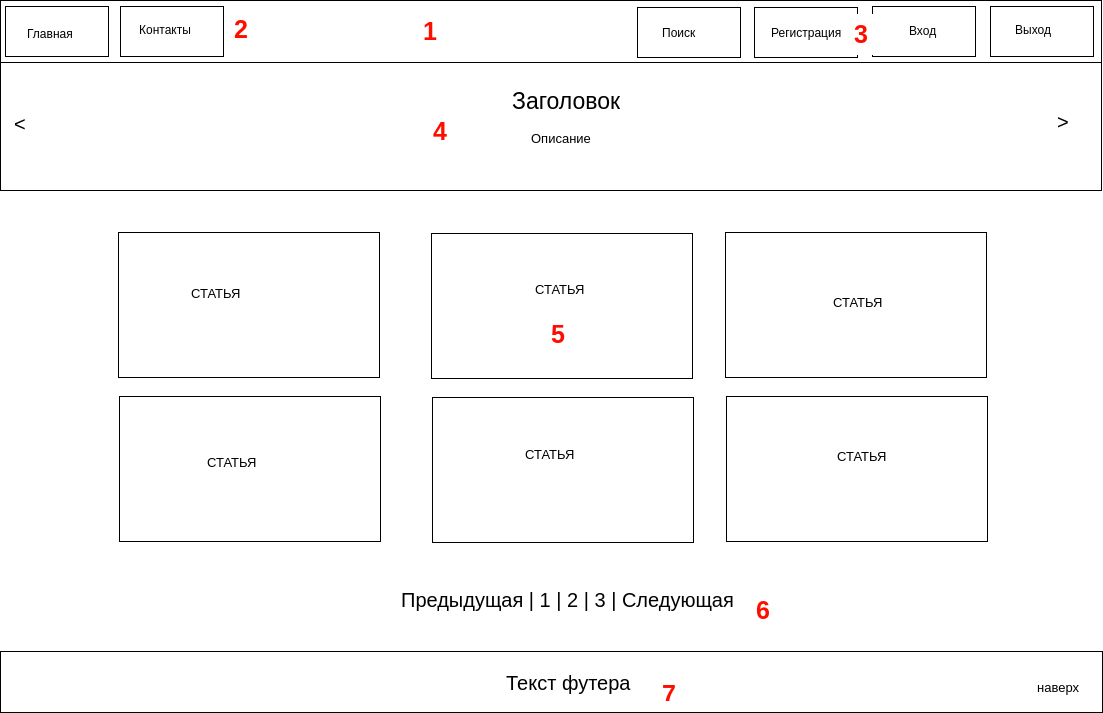 Главная Контакты 2 1 Поиск Регистрация 3 Вход Выход
Заголовок
< 4 Описание >
СТАТЬЯ СТАТЬЯ СТАТЬЯ
5
СТАТЬЯ СТАТЬЯ СТАТЬЯ
Предыдущая | 1 | 2 | 3 | Следующая 6
Текст футера 7 наверх